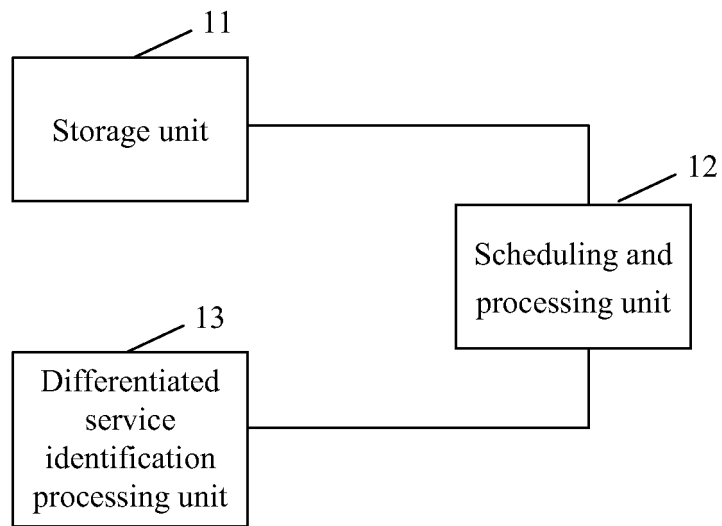 11
Storage unit
12
Scheduling and
processing unit
13
Differentiated
service
identification
processing unit